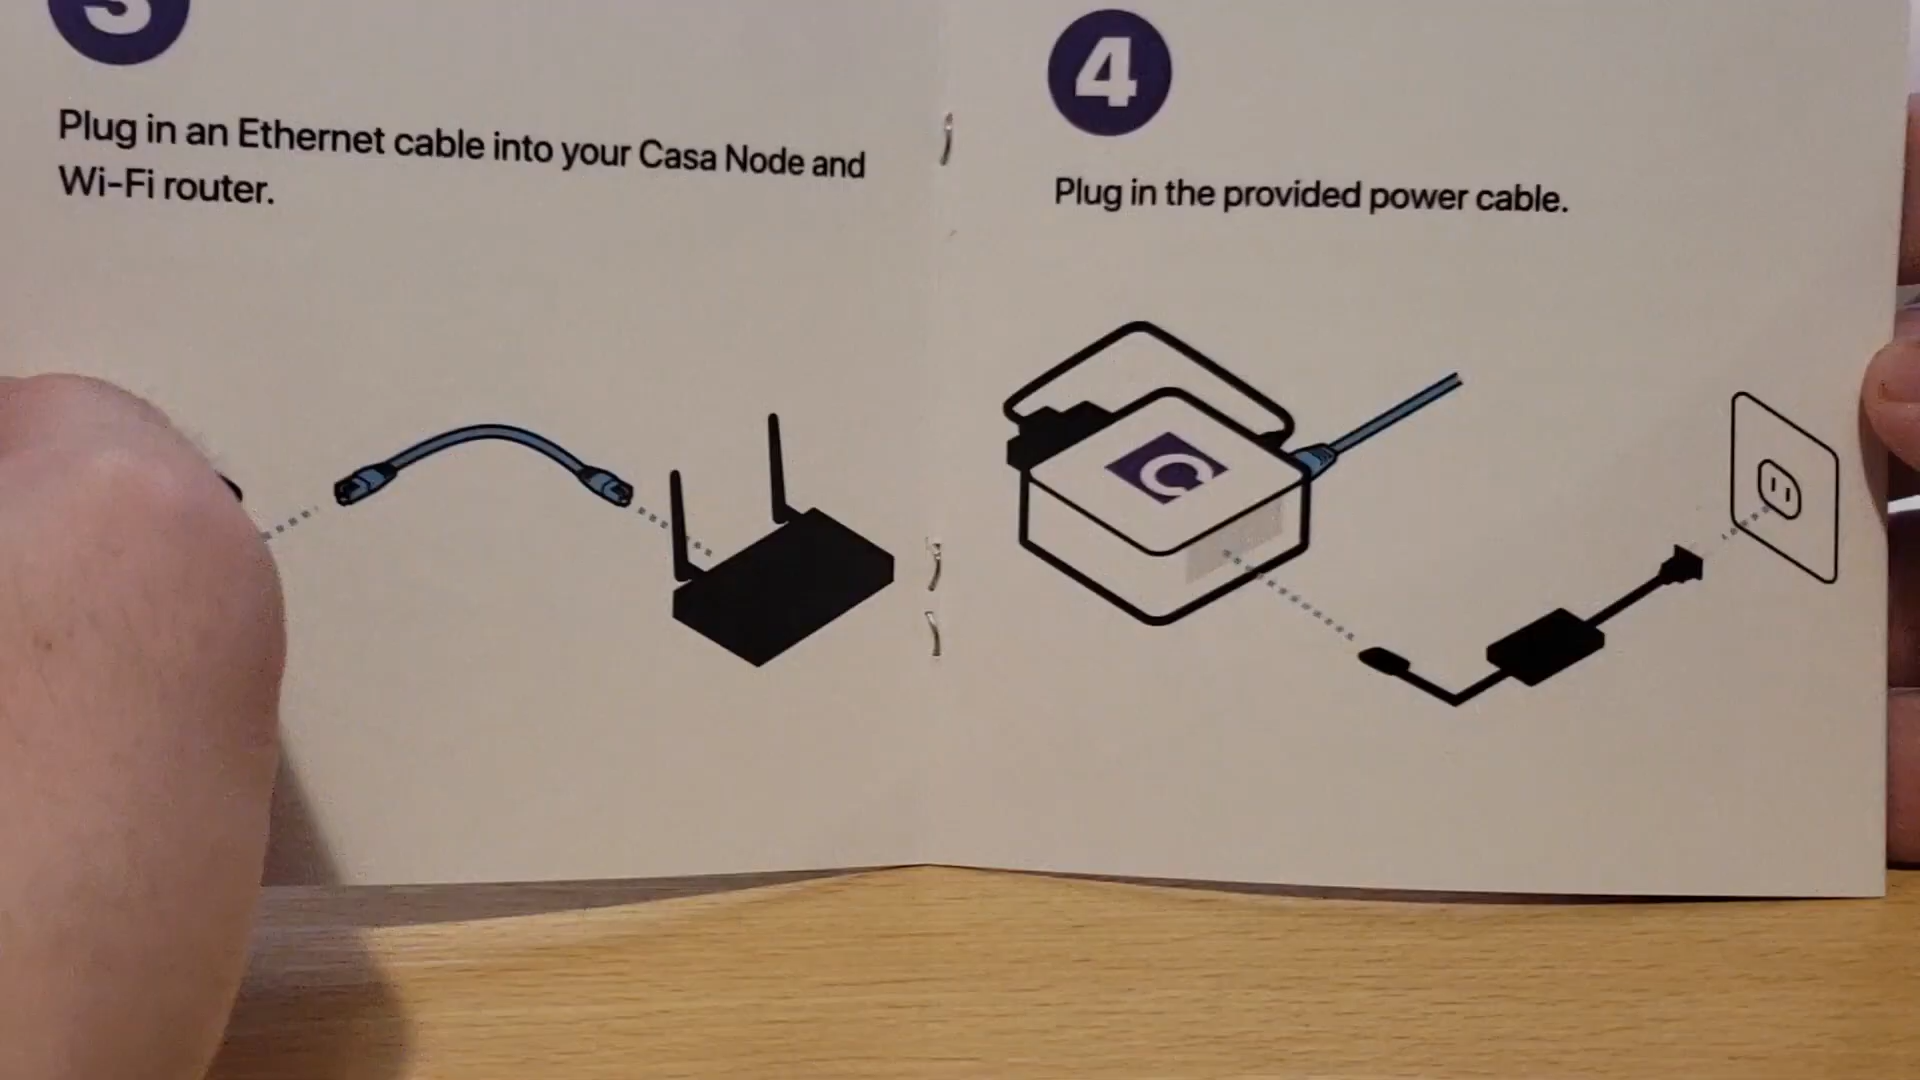 3
Plug in an Ethernet cable into your Casa Node and
Wi-Fi router.
4
Plug in the provided power cable.